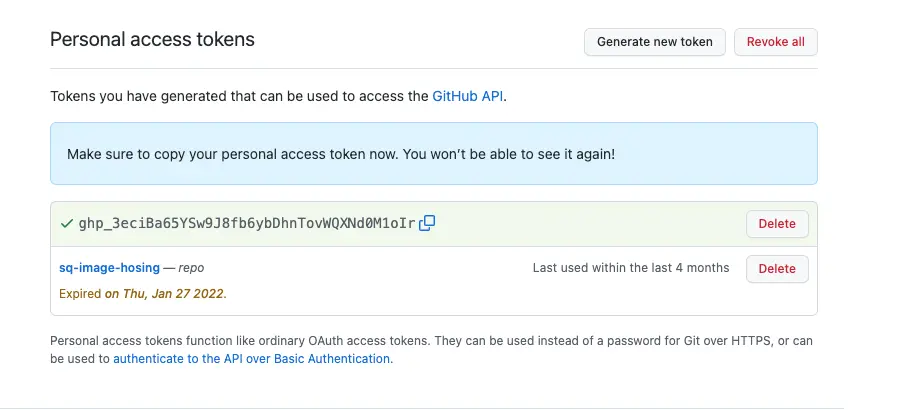 Personal access tokens
Generate new token
Revoke all
Tokens you have generated that can be used to access the GitHub API.
Make sure to copy your personal access token now. You won’t be able to see it again!
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
Delete
sq-image-hosing — repo
Last used within the last 4 months
Delete
Expired on Thu, Jan 27 2022.
Personal access tokens function like ordinary OAuth access tokens. They can be used instead of a password for Git over HTTPS, or can
be used to authenticate to the API over Basic Authentication.